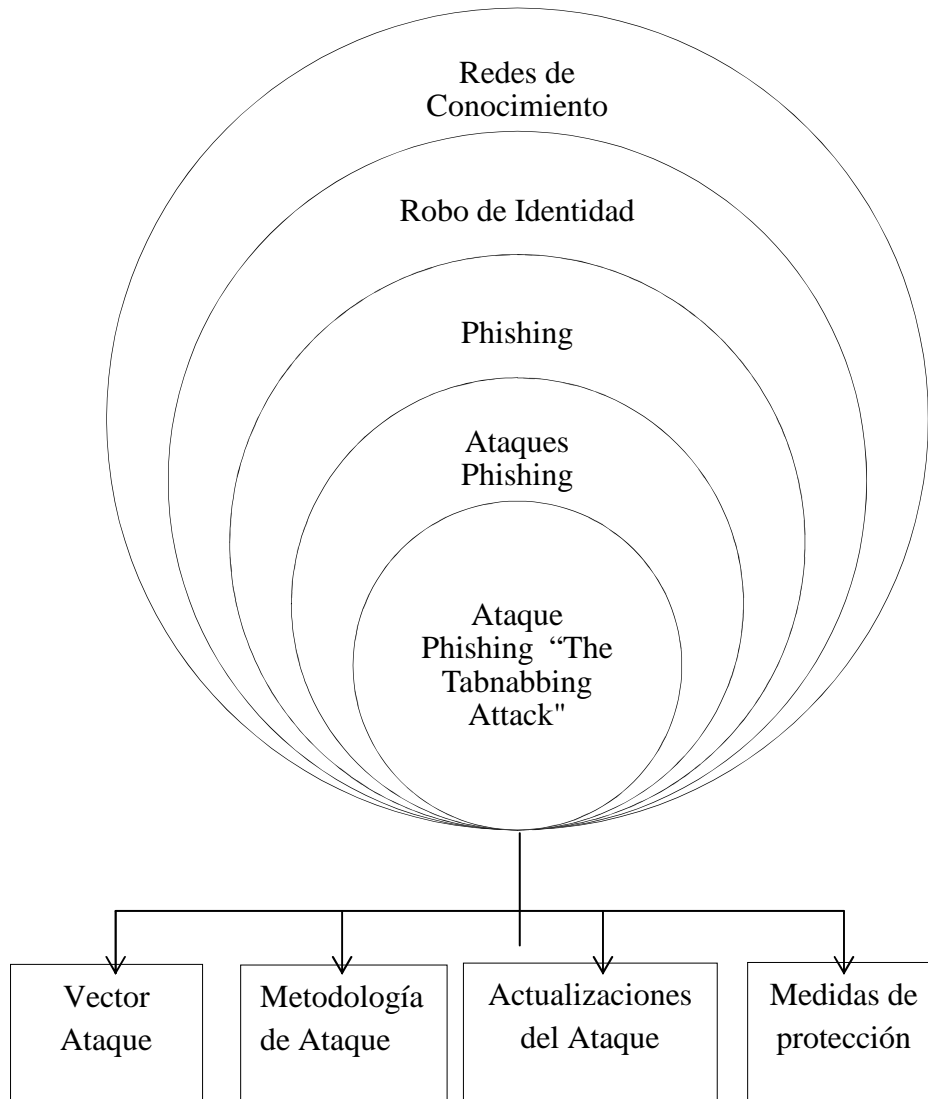 Redes de
Conocimiento
Robo de Identidad
Phishing
Ataques
Phishing
Ataque
Phishing “The
Tabnabbing
Attack"
Vector
Ataque
Metodología
de Ataque
Actualizaciones
del Ataque
Medidas de
protección